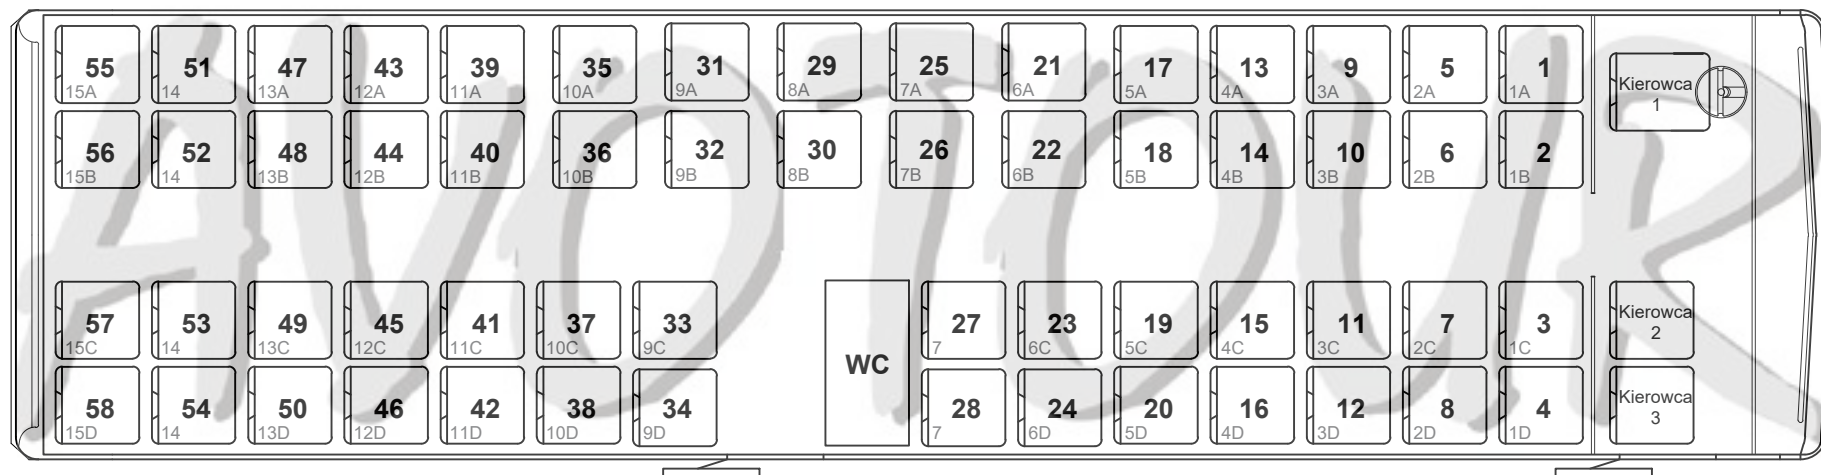 AVOTOUR
55 51 47 43 39 35 31 29 25 21 17 13 9 5 1
15A 14 13A 12A 11A 10A 9A 8A 7A 6A 5A 4A 3A 2A 1A
Kierowca
1
56 52 48 44 40 36 32 30 26 22 18 14 10 6 2
15B 14 13B 12B 11B 10B 9B 8B 7B 6B 5B 4B 3B 2B 1B
57 53 49 45 41 37 33 27 23 19 15 11 7 3
15C 14 13C 12C 11C 10C 9C 7 6C 5C 4C 3C 2C 1C
Kierowca
2
WC
58 54 50 46 42 38 34 28 24 20 16 12 8 4
15D 14 13D 12D 11D 10D 9D 7 6D 5D 4D 3D 2D 1D
Kierowca
3